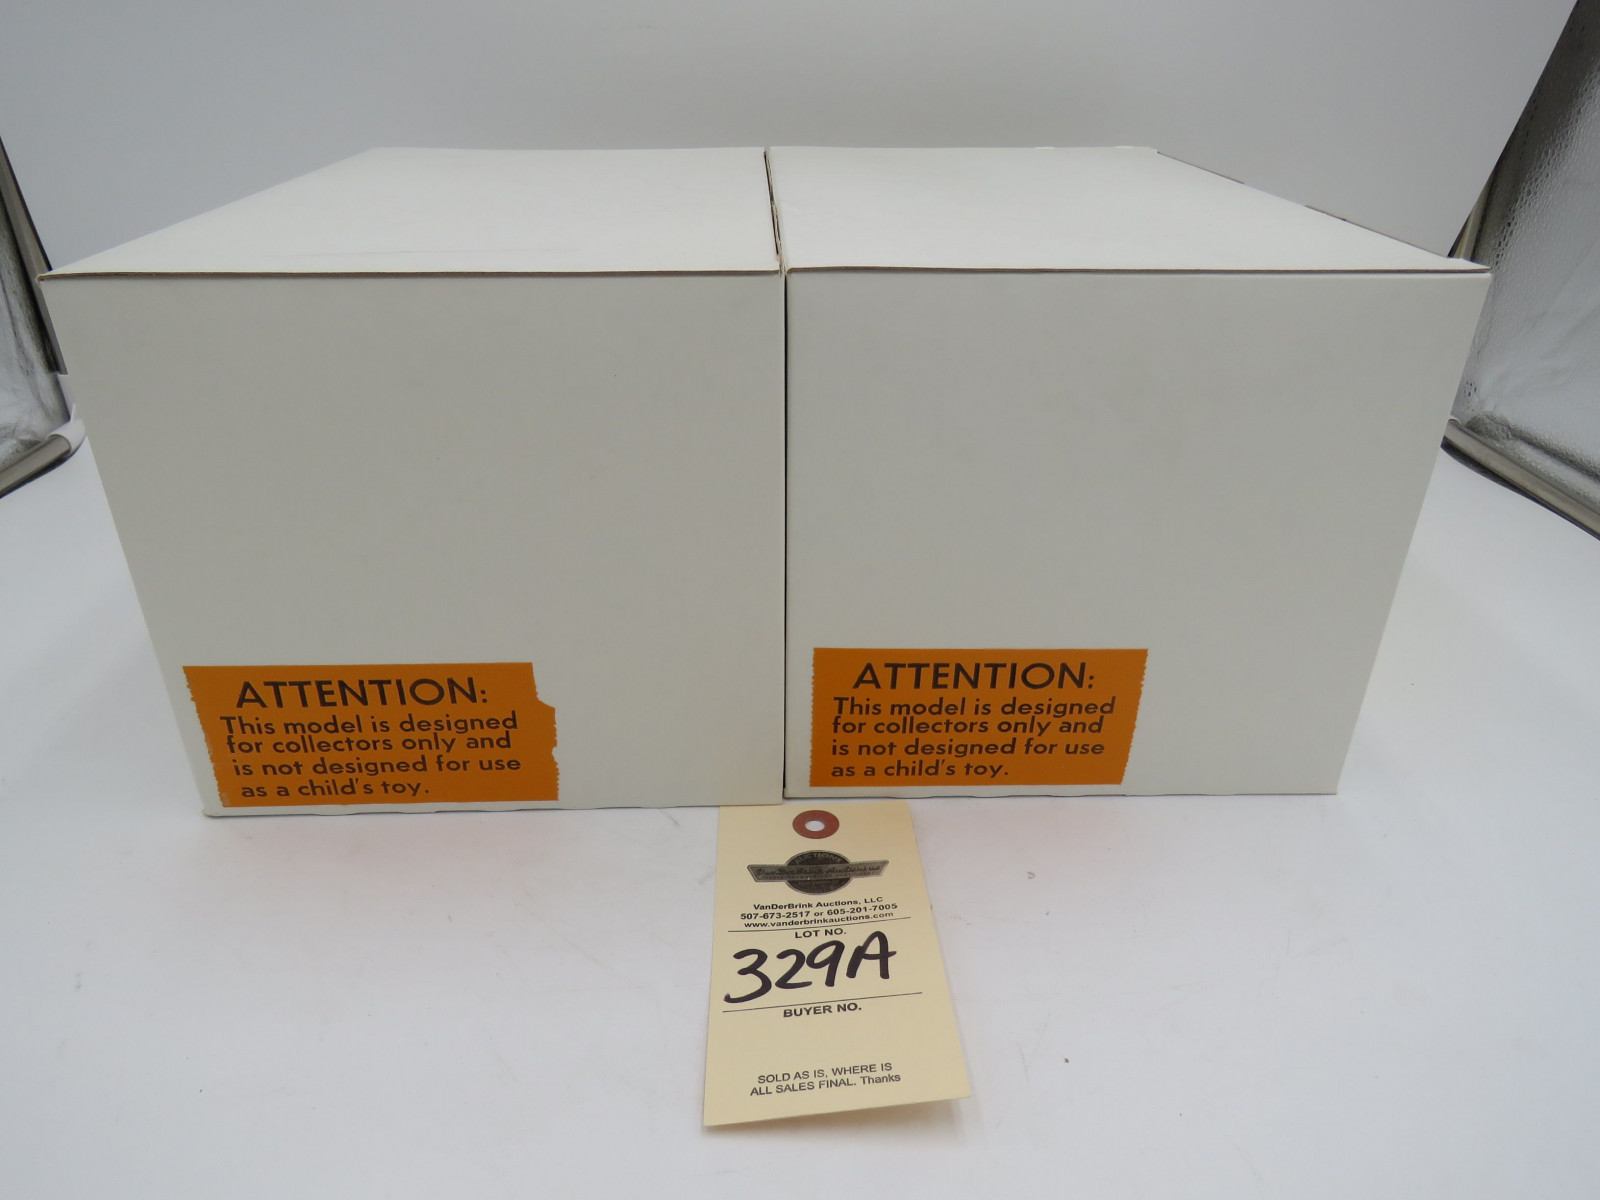 ATTENTION:
This model is designed
for collectors only and
is not designed for use
as a child's toy.
ATTENTION:
This model is designed
for collectors only and
is not designed for use
as a child's toy.
AUCTIONS
VanDerBrink Auctions, LLC
507-673-2517 or 605-201-7005
www.vanderbrinkauctions.com
LOT NO.
329A
BUYER NO.
SOLD AS IS, WHERE IS
ALL SALES FINAL. Thanks